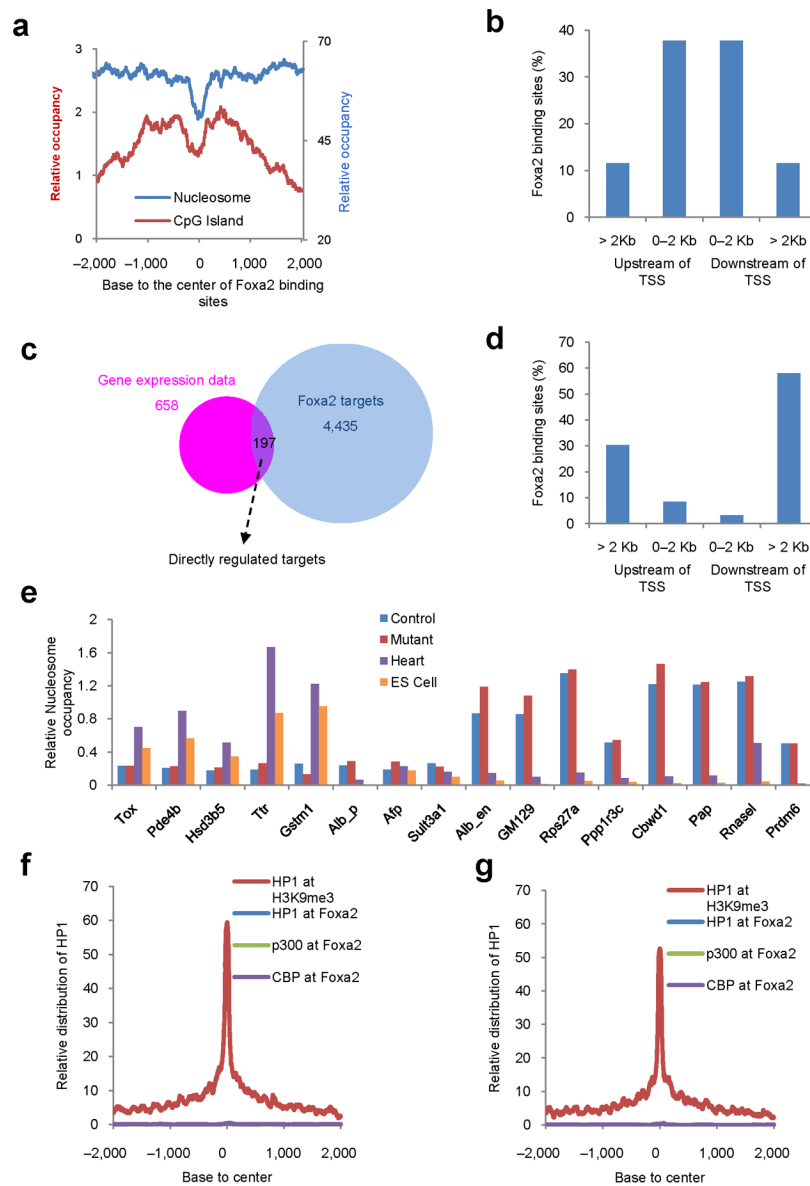 a
3
2
1
0
Relative occupancy
70
45
20
Relative occupancy
Nucleosome
CpG Island
–2,000 –1,000 0 1,000 2,000
Base to the center of Foxa2 binding
sites
b
40
30
20
10
0
Foxa2 binding sites (%)
> 2Kb 0–2 Kb 0–2 Kb > 2Kb
Upstream of Downstream of
TSS TSS
c
Gene expression data
658
Foxa2 targets
4,435
197
Directly regulated targets
d
70
60
50
40
30
20
10
0
Foxa2 binding sites (%)
> 2 Kb 0–2 Kb 0–2 Kb > 2 Kb
Upstream of Downstream of
TSS TSS
e
2
1.6
1.2
0.8
0.4
0
Relative Nucleosome
occupancy
Control
Mutant
Heart
ES Cell
Tox
Pde4b
Hsd3b5
Ttr
Gstm1
Alb_p
Afp
Sult3a1
Alb_en
GM129
Rps27a
Ppp1r3c
Cbwd1
Pap
Rnasel
Prdm6
f
70
60
50
40
30
20
10
0
Relative distribution of HP1
HP1 at
H3K9me3
HP1 at Foxa2
p300 at Foxa2
CBP at Foxa2
–2,000 –1,000 0 1,000 2,000
Base to center
g
70
60
50
40
30
20
10
0
Relative distribution of HP1
HP1 at
H3K9me3
HP1 at Foxa2
p300 at Foxa2
CBP at Foxa2
–2,000 –1,000 0 1,000 2,000
Base to center